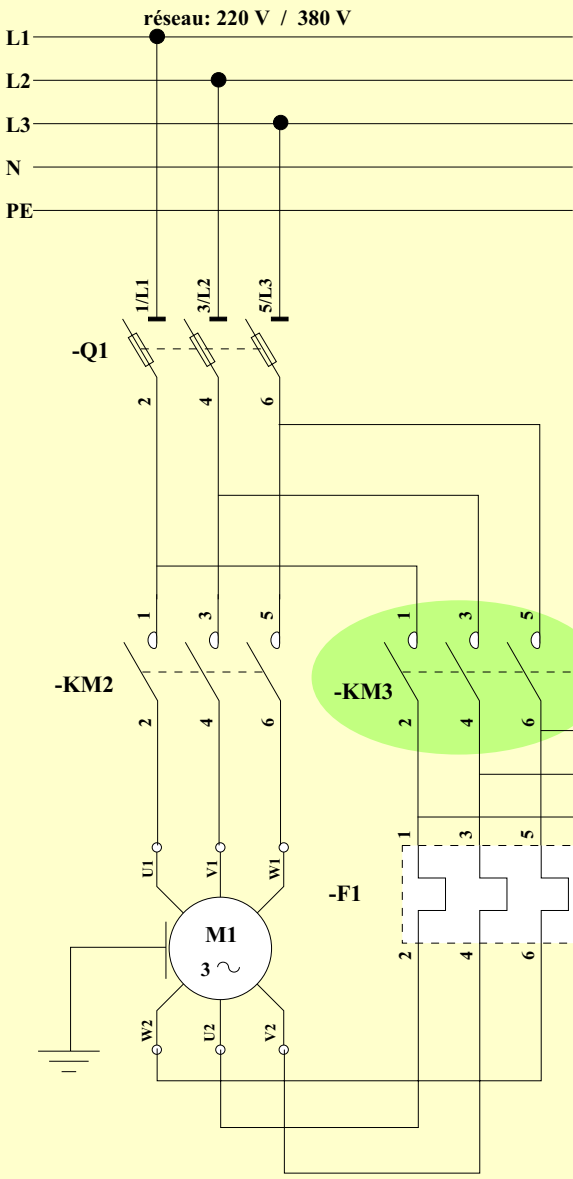 réseau: 220 V / 380 V
L1
L2
L3
N
PE
1/L1 3/L2 5/L3
-Q1
2 4 6
1 3 5 1 3 5
-KM2 -KM3
2 4 6 2 4 6
1 3 5
U1 V1 W1
-F1
M1
3
2 4 6
W2 U2 V2